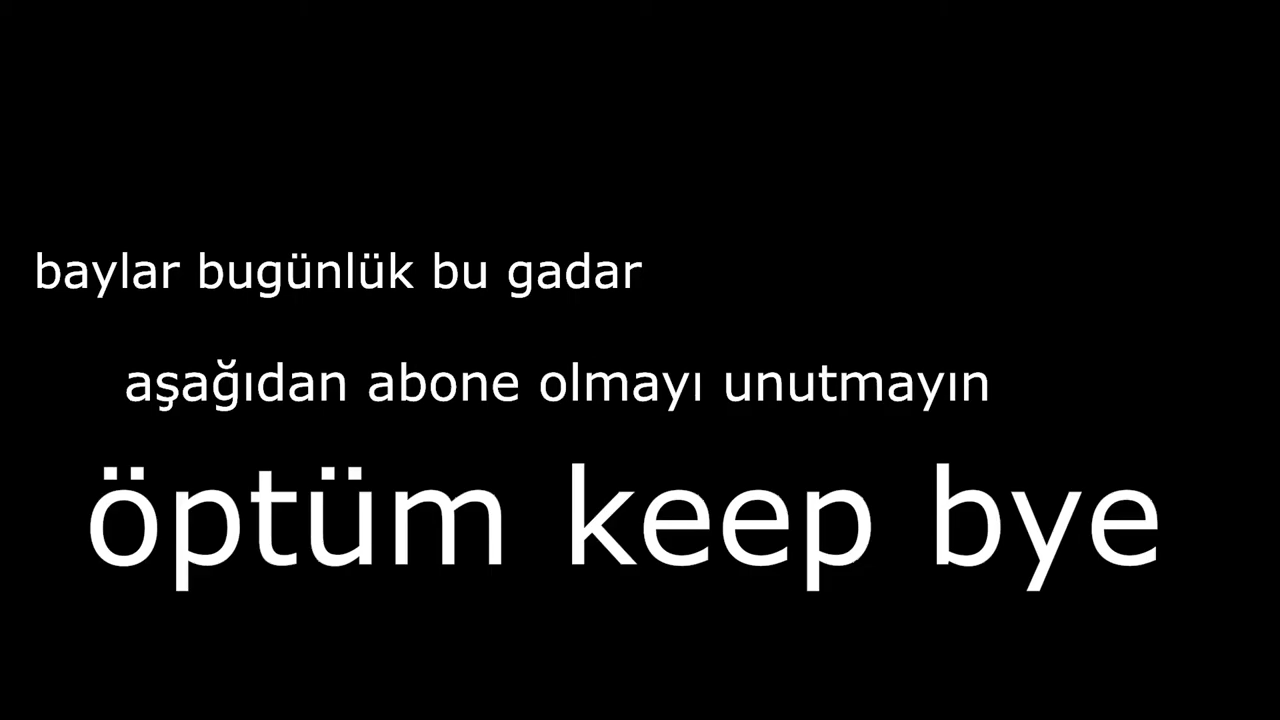 baylar bugünlük bu gadar
aşağıdan abone olmayı unutmayın
öptüm keep bye